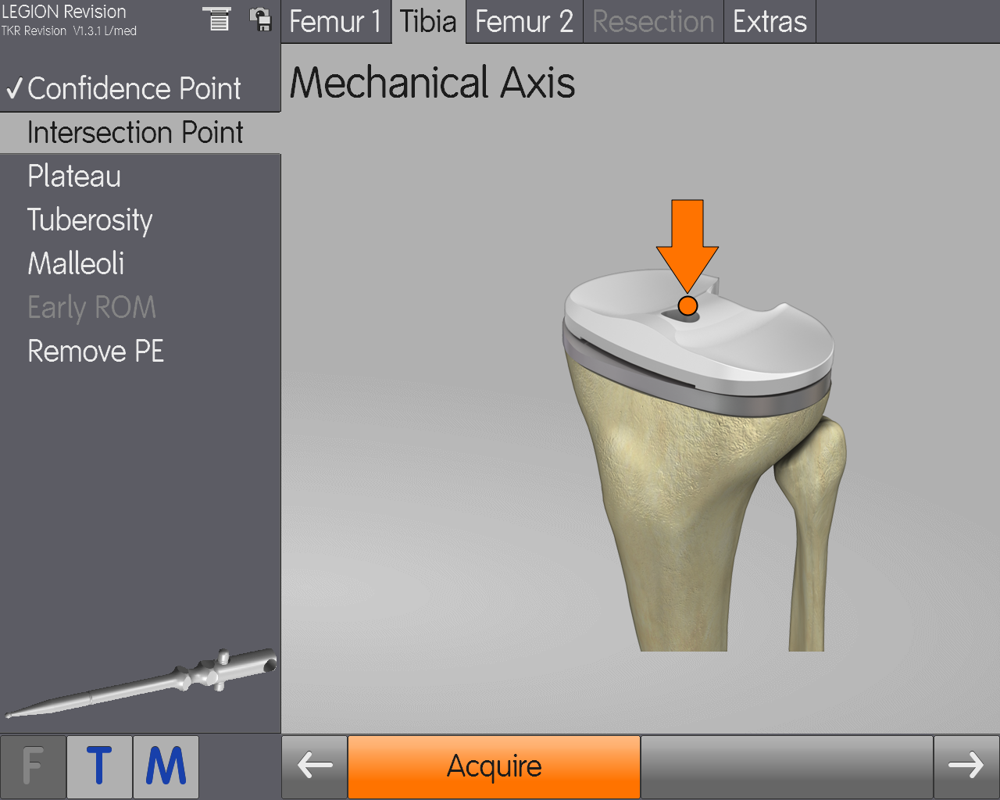 LEGION Revision
TKR Revision V1.3.1 L/med
Femur 1
Tibia
Femur 2
Resection
Extras
✓ Confidence Point
Intersection Point
Plateau
Tuberosity
Malleoli
Early ROM
Remove PE
Mechanical Axis
F
T
M
Acquire